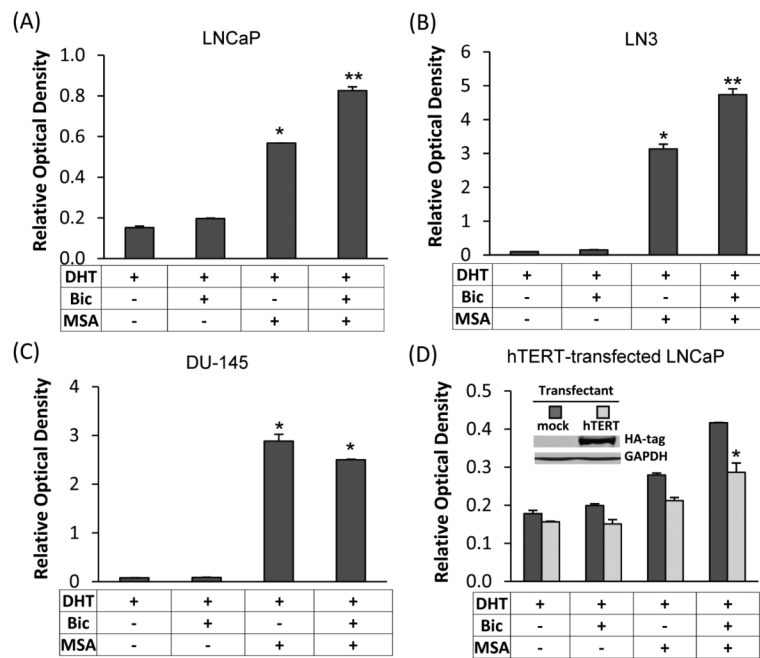 (A)
LNCaP
Relative Optical Density
1.0
0.8
0.6
0.4
0.2
0.0
*
**
DHT + + + +
Bic - + - +
MSA - - + +
(B)
LN3
Relative Optical Density
6
5
4
3
2
1
0
*
**
DHT + + + +
Bic - + - +
MSA - - + +
(C)
DU-145
Relative Optical Density
4
3
2
1
0
*
*
DHT + + + +
Bic - + - +
MSA - - + +
(D)
hTERT-transfected LNCaP
Relative Optical Density
0.5
0.4
0.3
0.2
0.1
0.0
Transfectant
mock hTERT
HA-tag
GAPDH
*
DHT + + + +
Bic - + - +
MSA - - + +